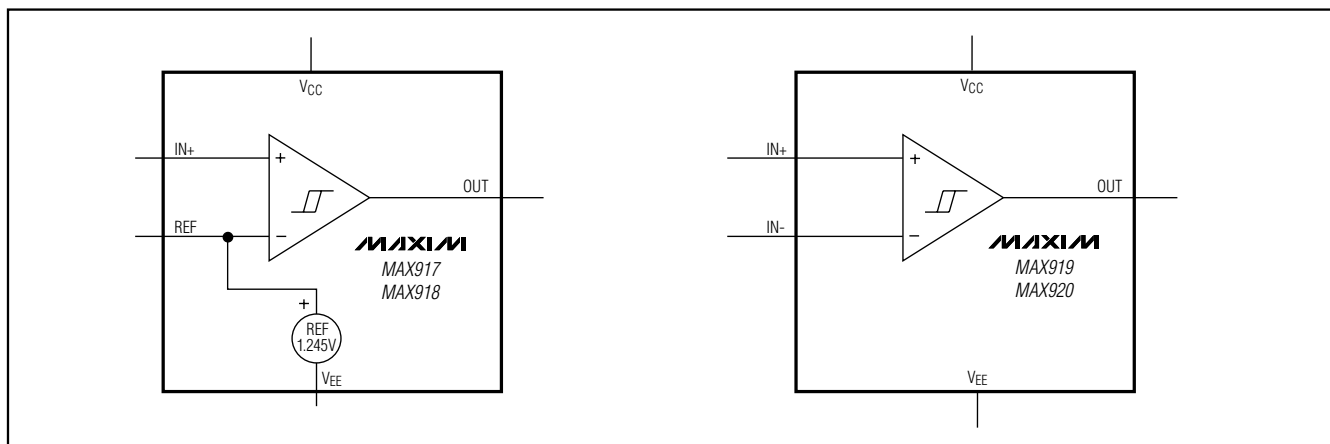 VCC
IN+
+
OUT
REF
−
MAXIM
MAX917
MAX918
+
REF
1.245V
VEE
VCC
IN+
+
OUT
IN-
−
MAXIM
MAX919
MAX920
VEE